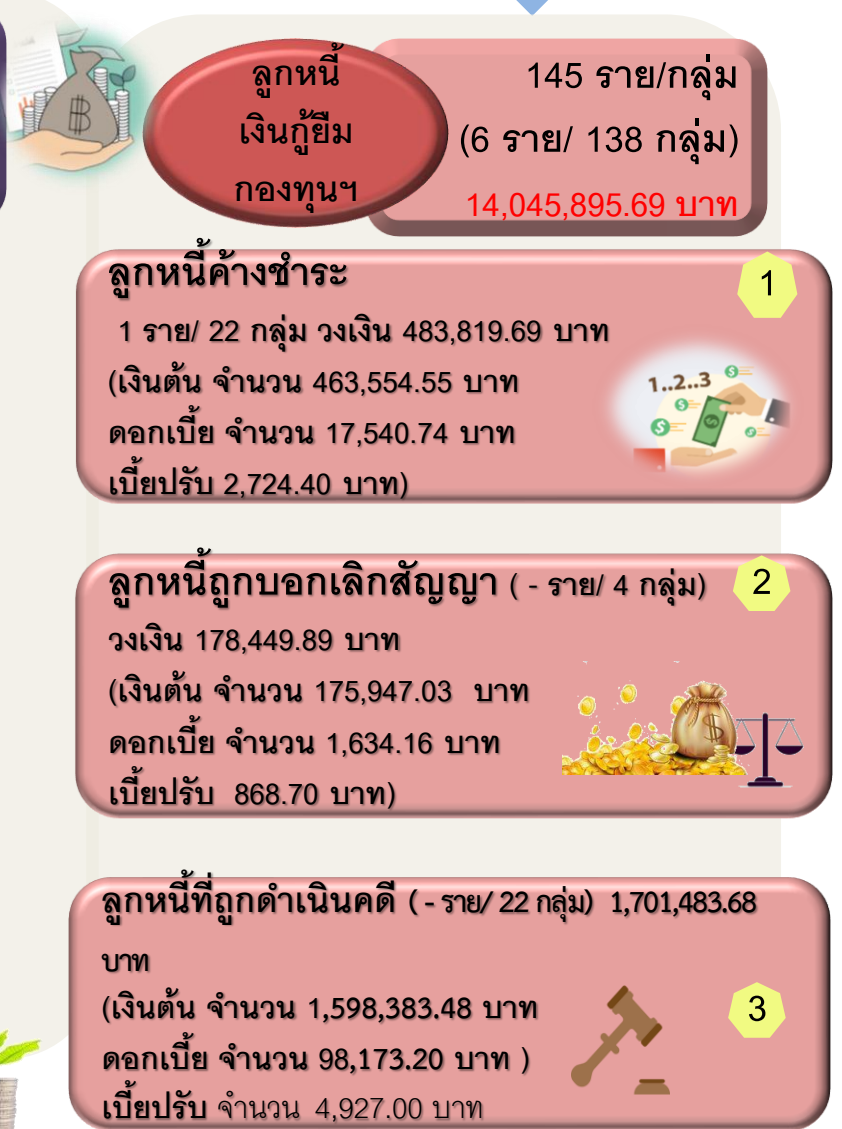 ลูกหนี้
เงินกู้ยืม
กองทุนฯ
145 ราย/กลุ่ม
(6 ราย/ 138 กลุ่ม)
14,045,895.69 บาท
ลูกหนี้ค้างชำระ
1
1 ราย/ 22 กลุ่ม วงเงิน 483,819.69 บาท
(เงินต้น จำนวน 463,554.55 บาท
ดอกเบี้ย จำนวน 17,540.74 บาท
เบี้ยปรับ 2,724.40 บาท)
1..2..3
ลูกหนี้ถูกบอกเลิกสัญญา ( - ราย/ 4 กลุ่ม)
2
วงเงิน 178,449.89 บาท
(เงินต้น จำนวน 175,947.03 บาท
ดอกเบี้ย จำนวน 1,634.16 บาท
เบี้ยปรับ 868.70 บาท)
ลูกหนี้ที่ถูกดำเนินคดี ( - ราย/ 22 กลุ่ม) 1,701,483.68
บาท
(เงินต้น จำนวน 1,598,383.48 บาท
3
ดอกเบี้ย จำนวน 98,173.20 บาท )
เบี้ยปรับ จำนวน 4,927.00 บาท